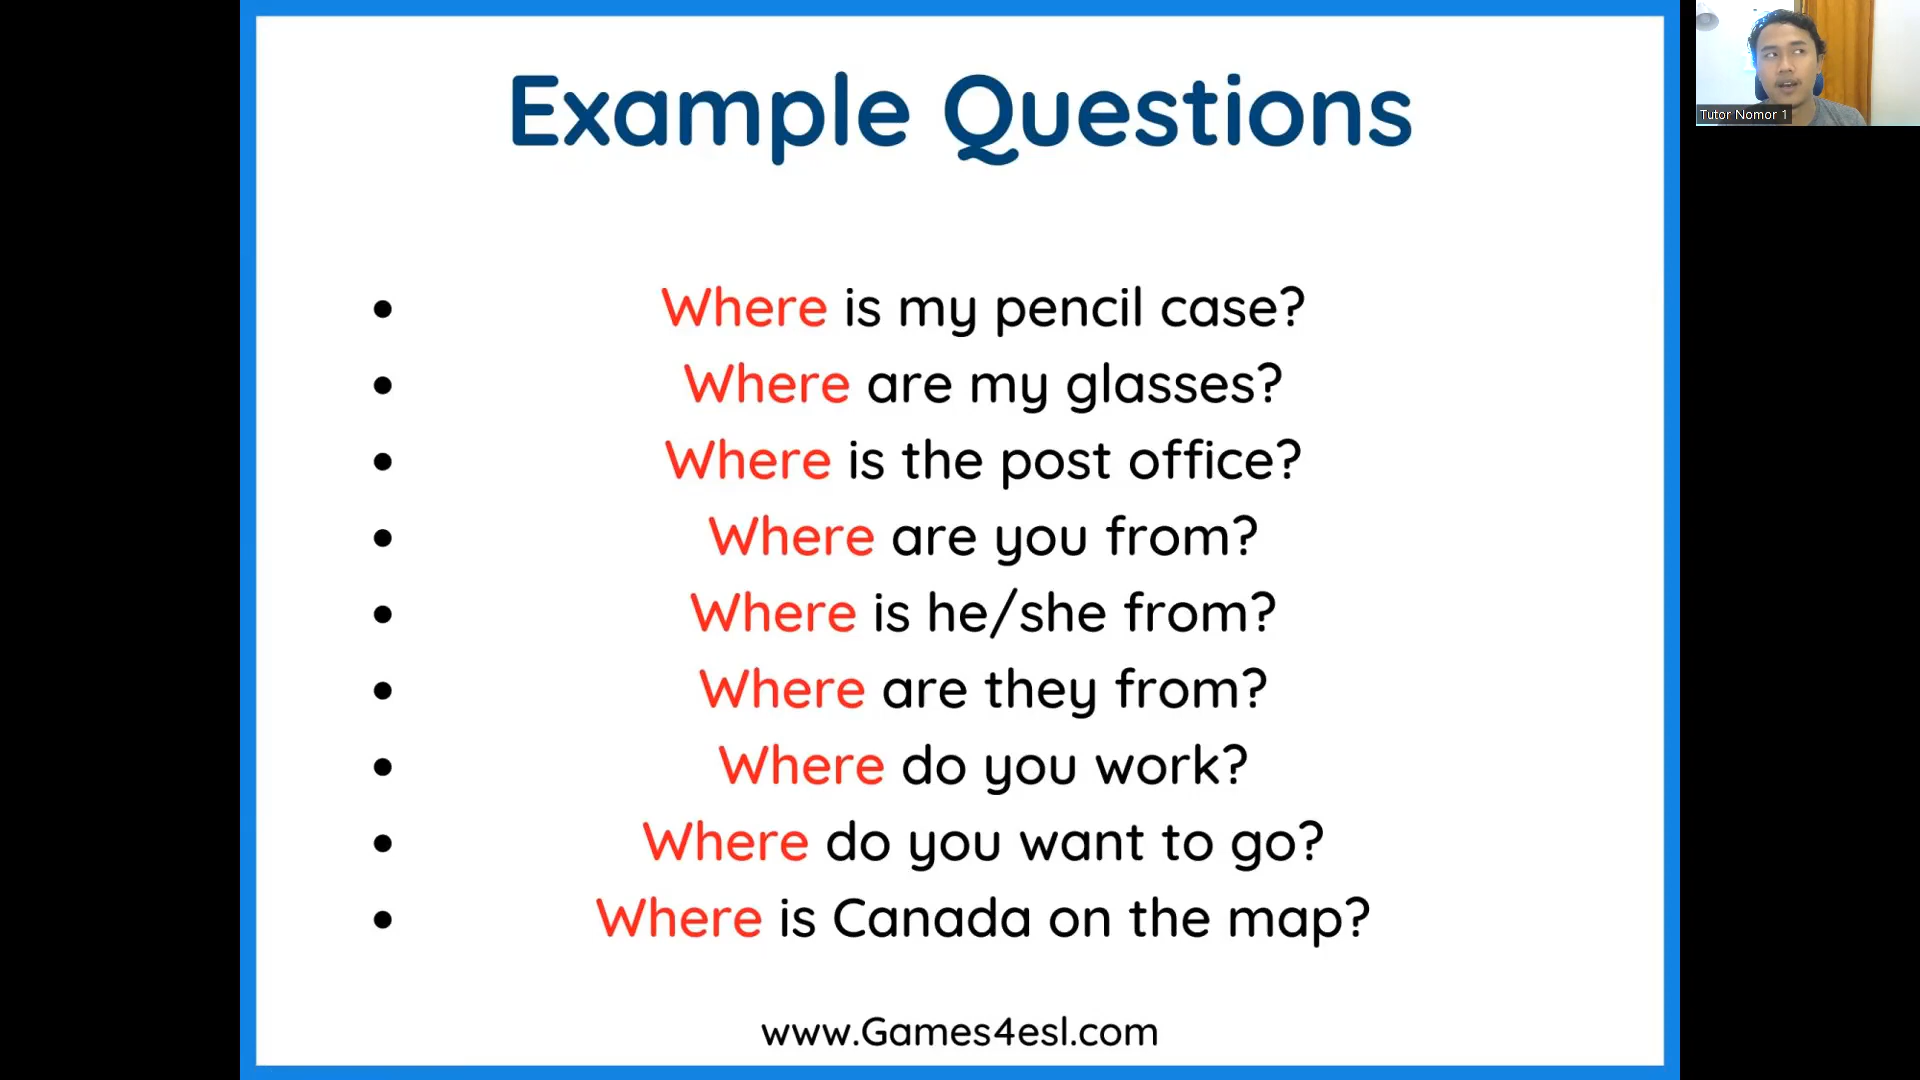 Example Questions
Tutor Nomor 1
• Where is my pencil case?
• Where are my glasses?
• Where is the post office?
• Where are you from?
• Where is he/she from?
• Where are they from?
• Where do you work?
• Where do you want to go?
• Where is Canada on the map?
www.Games4esl.com